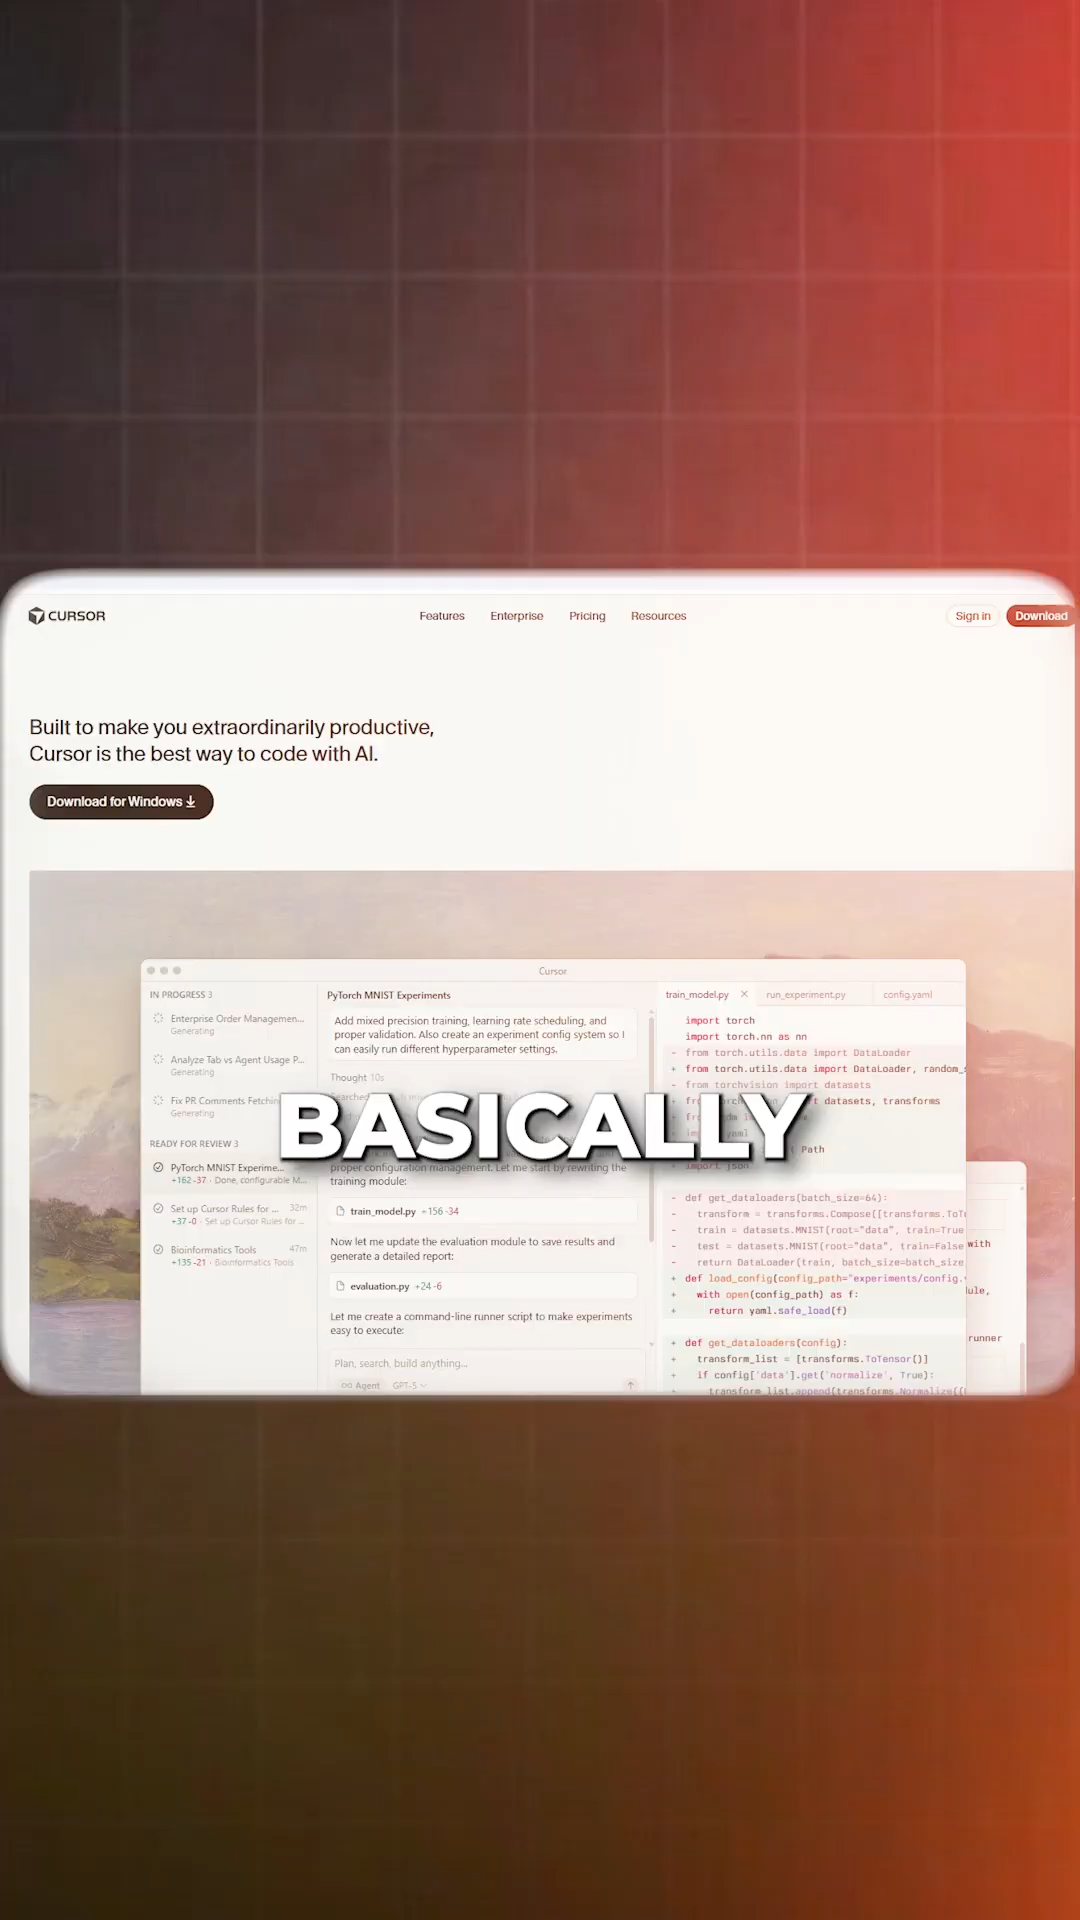 CURSOR
Features
Enterprise
Pricing
Resources
Sign in
Download
Built to make you extraordinarily productive,
Cursor is the best way to code with AI.
Download for Windows ↓
Cursor
IN PROGRESS 3
Enterprise Order Managemen...
Generating
Analyze Tab vs Agent Usage P...
Generating
Fix PR Comments Fetchin
Generating
READY FOR REVIEW 3
PyTorch MNIST Experime...
+162 -37 · Done, configurable M...
Set up Cursor Rules for ... 32m
+37 -0 · Set up Cursor Rules for ...
Bioinformatics Tools 47m
+135 -21 · Bioinformatics Tools
PyTorch MNIST Experiments
Add mixed precision training, learning rate scheduling, and
proper validation. Also create an experiment config system so I
can easily run different hyperparameter settings.
Thought 10s
BASICALLY
proper configuration management. Let me start by rewriting the
training module:
train_model.py +156 -34
Now let me update the evaluation module to save results and
generate a detailed report:
evaluation.py +24 -6
Let me create a command-line runner script to make experiments
easy to execute:
Plan, search, build anything...
Agent GPT-5
train_model.py
run_experiment.py
config.yaml
import torch
import torch.nn as nn
- from torch.utils.data import DataLoader
+ from torch.utils.data import DataLoader, random_s
- from torchvision import datasets
datasets, transforms
Path
import json
- def get_dataloaders(batch_size=64):
- transform = transforms.Compose([transforms.ToTe
- train = datasets.MNIST(root="data", train=True
- test = datasets.MNIST(root="data", train=False
- return DataLoader(train, batch_size=batch_size
+ def load_config(config_path="experiments/config.
+ with open(config_path) as f:
+ return yaml.safe_load(f)
+ def get_dataloaders(config):
+ transform_list = [transforms.ToTensor()]
+ if config['data'].get('normalize', True):
transform_list.append(transforms.Normalize((
with
runner